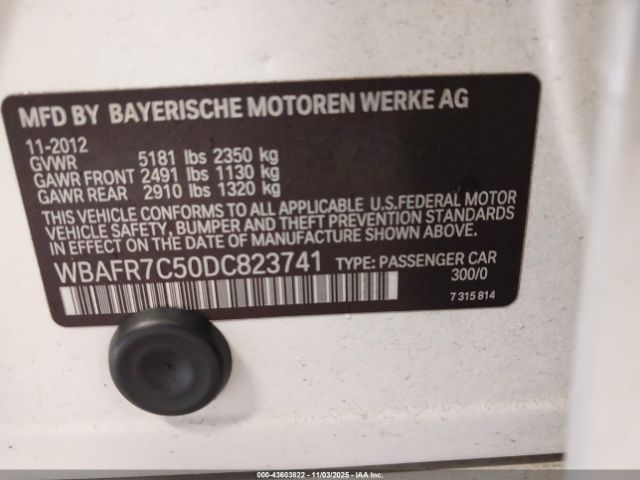 MFD BY BAYERISCHE MOTOREN WERKE AG
11-2012
GVWR 5181 lbs 2350 kg
GAWR FRONT 2491 lbs 1130 kg
GAWR REAR 2910 lbs 1320 kg
THIS VEHICLE CONFORMS TO ALL APPLICABLE U.S.FEDERAL MOTOR
VEHICLE SAFETY, BUMPER AND THEFT PREVENTION STANDARDS
IN EFFECT ON THE DATE OF MANUFACTURE SHOWN ABOVE.
WBAFR7C50DC823741 TYPE: PASSENGER CAR
300/0
7 315 814
© - 43603822 - 11/03/2025 - IAA Inc.